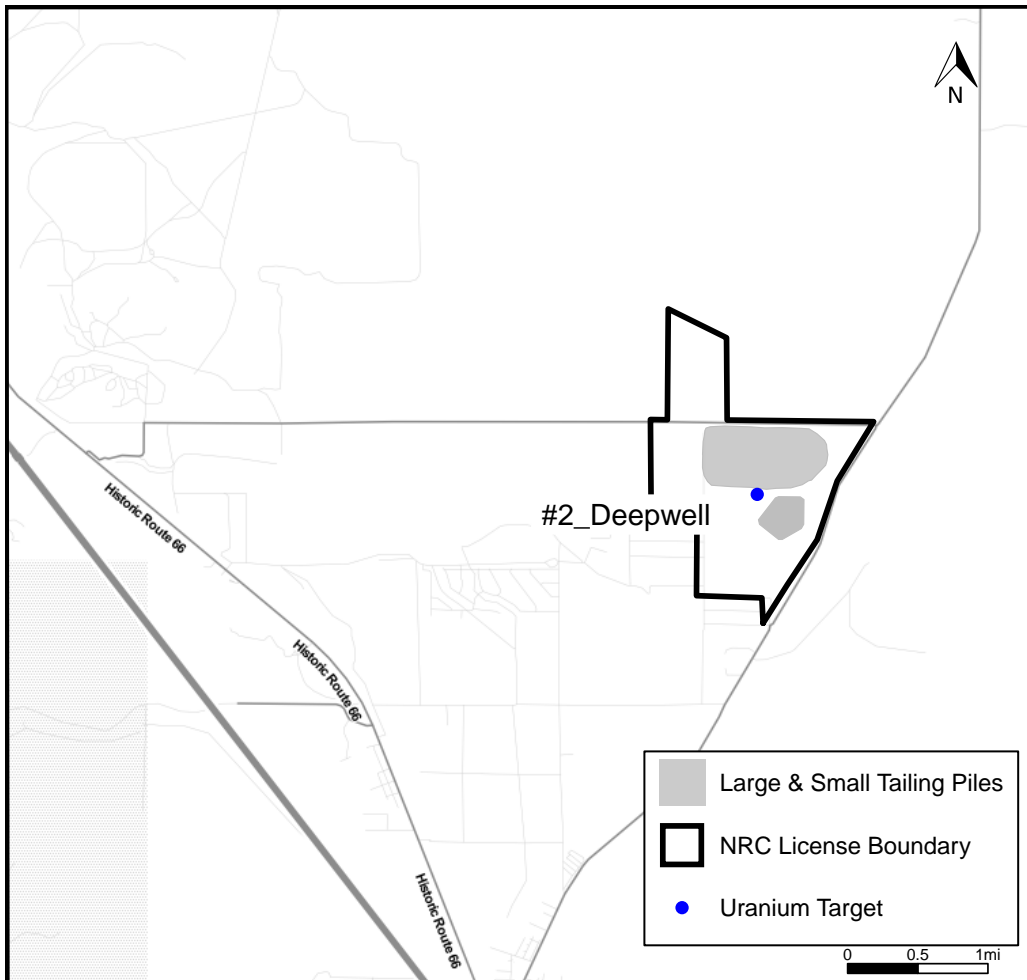 N
Historic Route 66
#2_Deepwell
Historic Route 66
Large & Small Tailing Piles
NRC License Boundary
Historic Route 66
Uranium Target
0 0.5 1mi